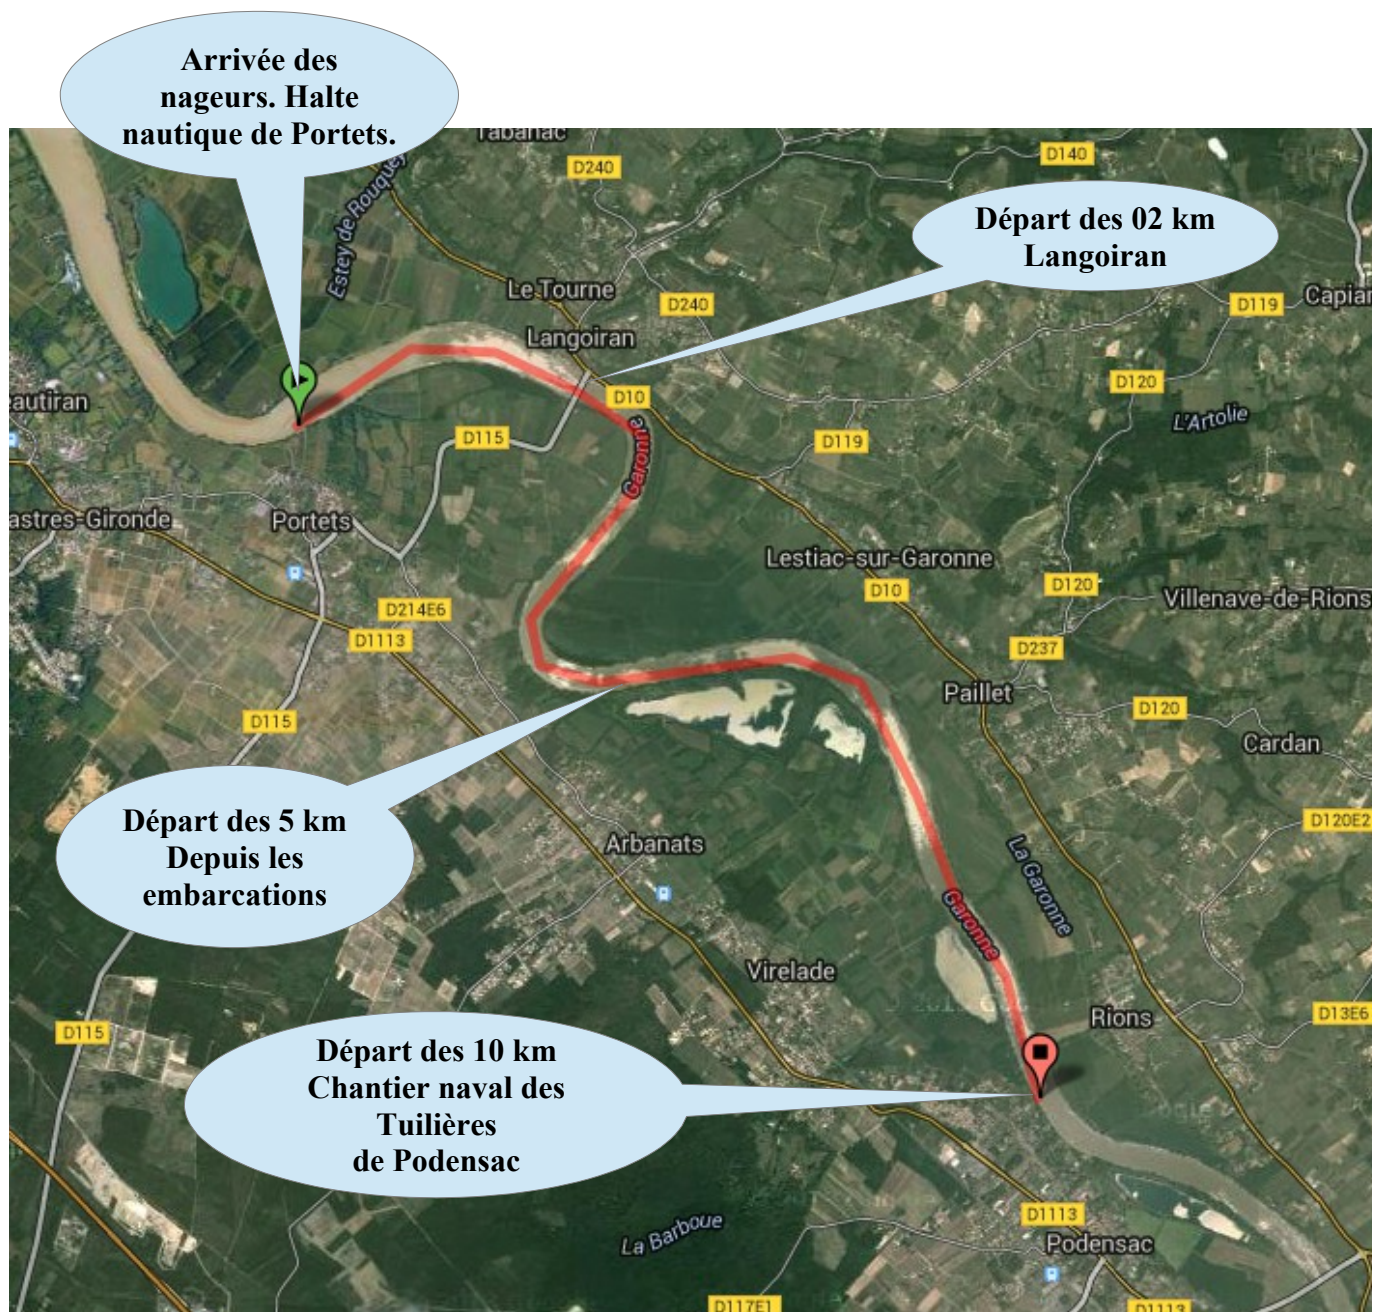 Arrivée des
nageurs. Halte
nautique de Portets.
Tabanac
D140
D240
Estey de Rouquey
Départ des 02 km
Langoiran
Le Tourne
D240
D119
Capian
Langoiran
D120
D10
autiran
L'Artolie
D115
D119
Garonne
astres-Gironde
Portets
Lestiac-sur-Garonne
D10
D120
Villenave-de-Rions
D214E6
D1113
D237
Paillet
D120
D115
Cardan
Départ des 5 km
Depuis les
embarcations
D120E2
Arbanats
La Garonne
Garonne
Virelade
Rions
D13E6
D115
Départ des 10 km
Chantier naval des
Tuilières
de Podensac
D1113
La Barboue
Podensac
D117E1
D1113